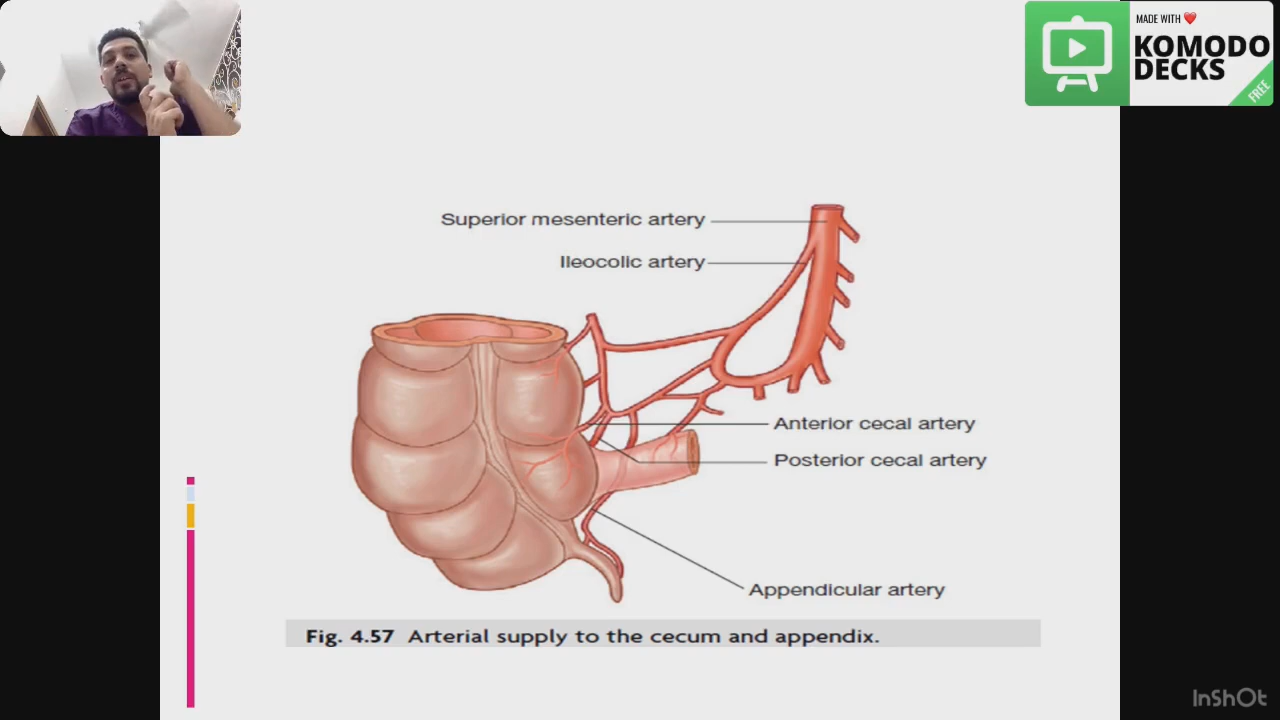 MADE WITH ❤️
KOMODO
DECKS
FREE
Superior mesenteric artery
Ileocolic artery
Anterior cecal artery
Posterior cecal artery
Appendicular artery
Fig. 4.57 Arterial supply to the cecum and appendix.
InShOt